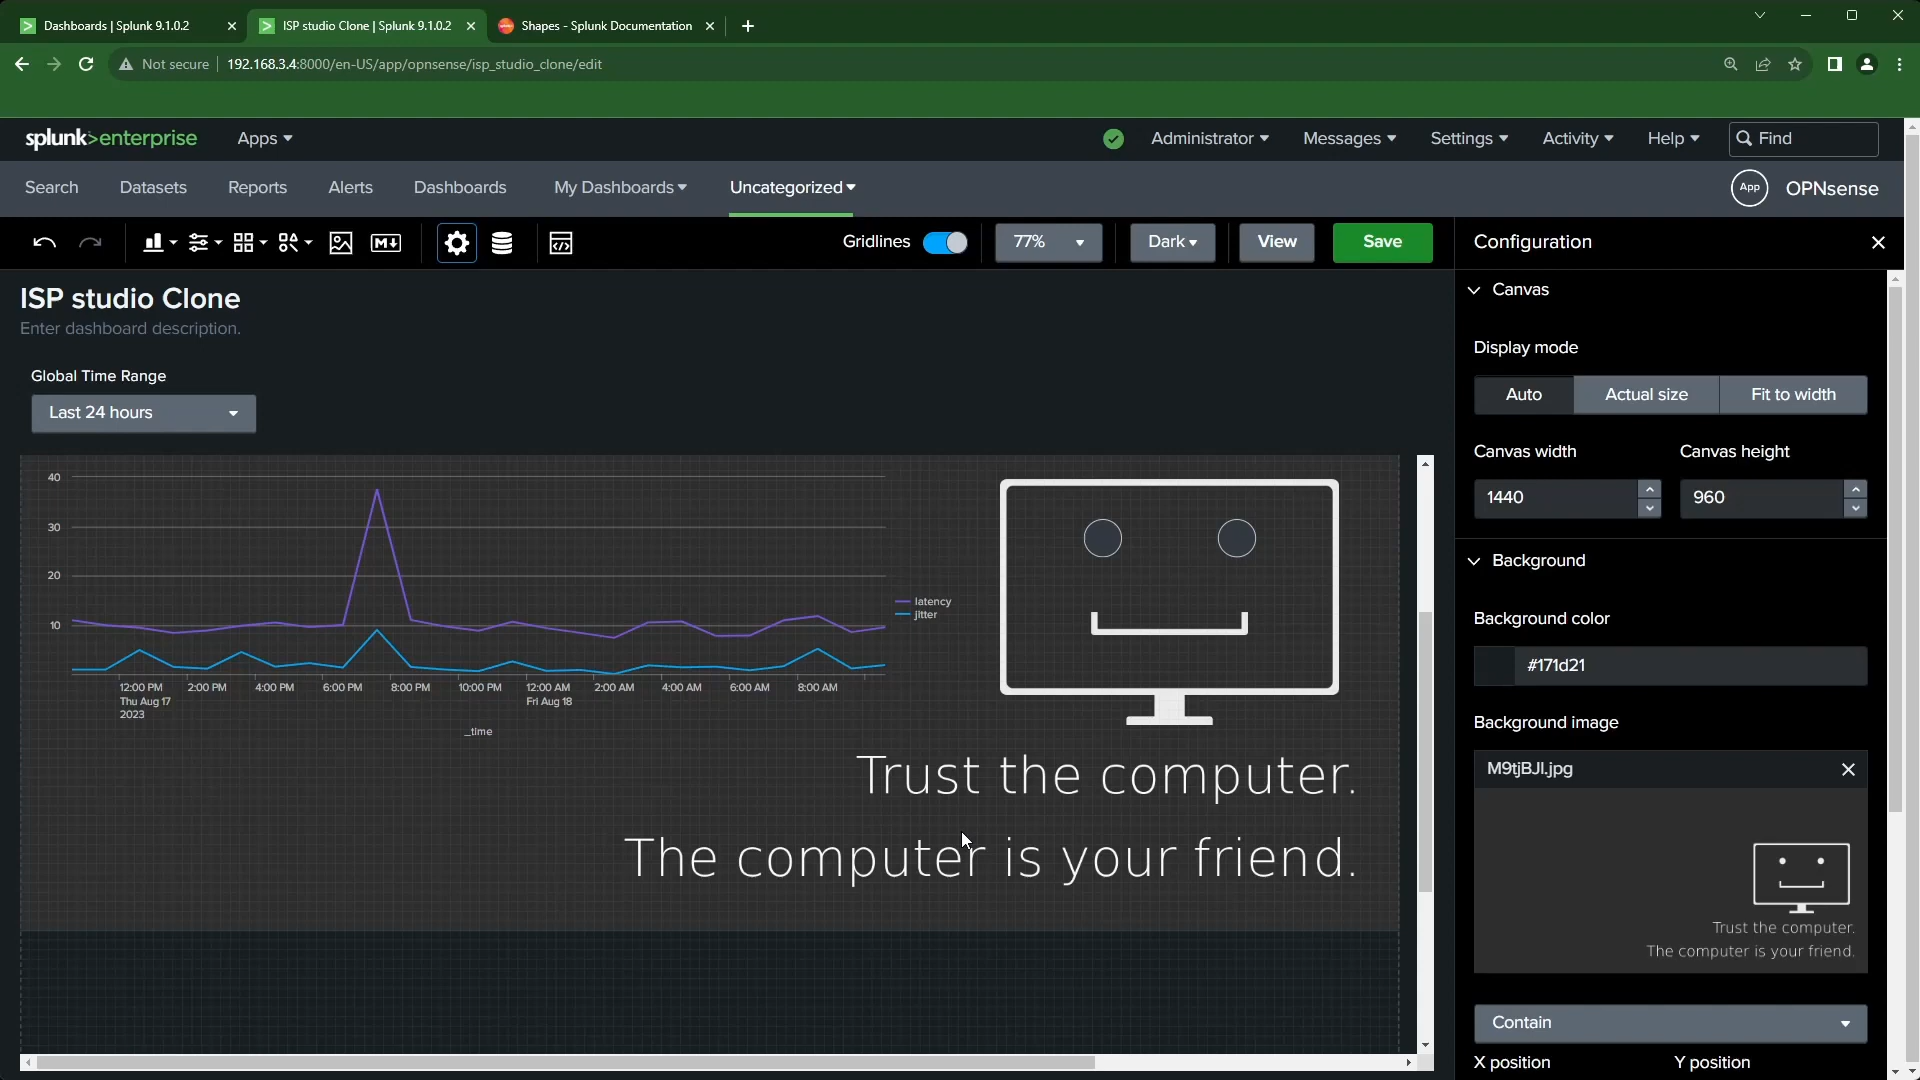 Dashboards | Splunk 9.1.0.2
ISP studio Clone | Splunk 9.1.0.2
Shapes - Splunk Documentation
Not secure
192.168.3.4:8000/en-US/app/opnsense/isp_studio_clone/edit
splunk>enterprise
Apps
Administrator
Messages
Settings
Activity
Help
Find
Search
Datasets
Reports
Alerts
Dashboards
My Dashboards
Uncategorized
App
OPNsense
Gridlines
77%
Dark
View
Save
Configuration
ISP studio Clone
Enter dashboard description.
Global Time Range
Last 24 hours
40
30
20
10
latency
jitter
12:00 PM
Thu Aug 17
2023
2:00 PM
4:00 PM
6:00 PM
8:00 PM
10:00 PM
12:00 AM
Fri Aug 18
2:00 AM
4:00 AM
6:00 AM
8:00 AM
_time
Trust the computer.
The computer is your friend.
Canvas
Display mode
Auto
Actual size
Fit to width
Canvas width
Canvas height
1440
960
Background
Background color
#171d21
Background image
M9tjBJl.jpg
Trust the computer.
The computer is your friend.
Contain
X position
Y position